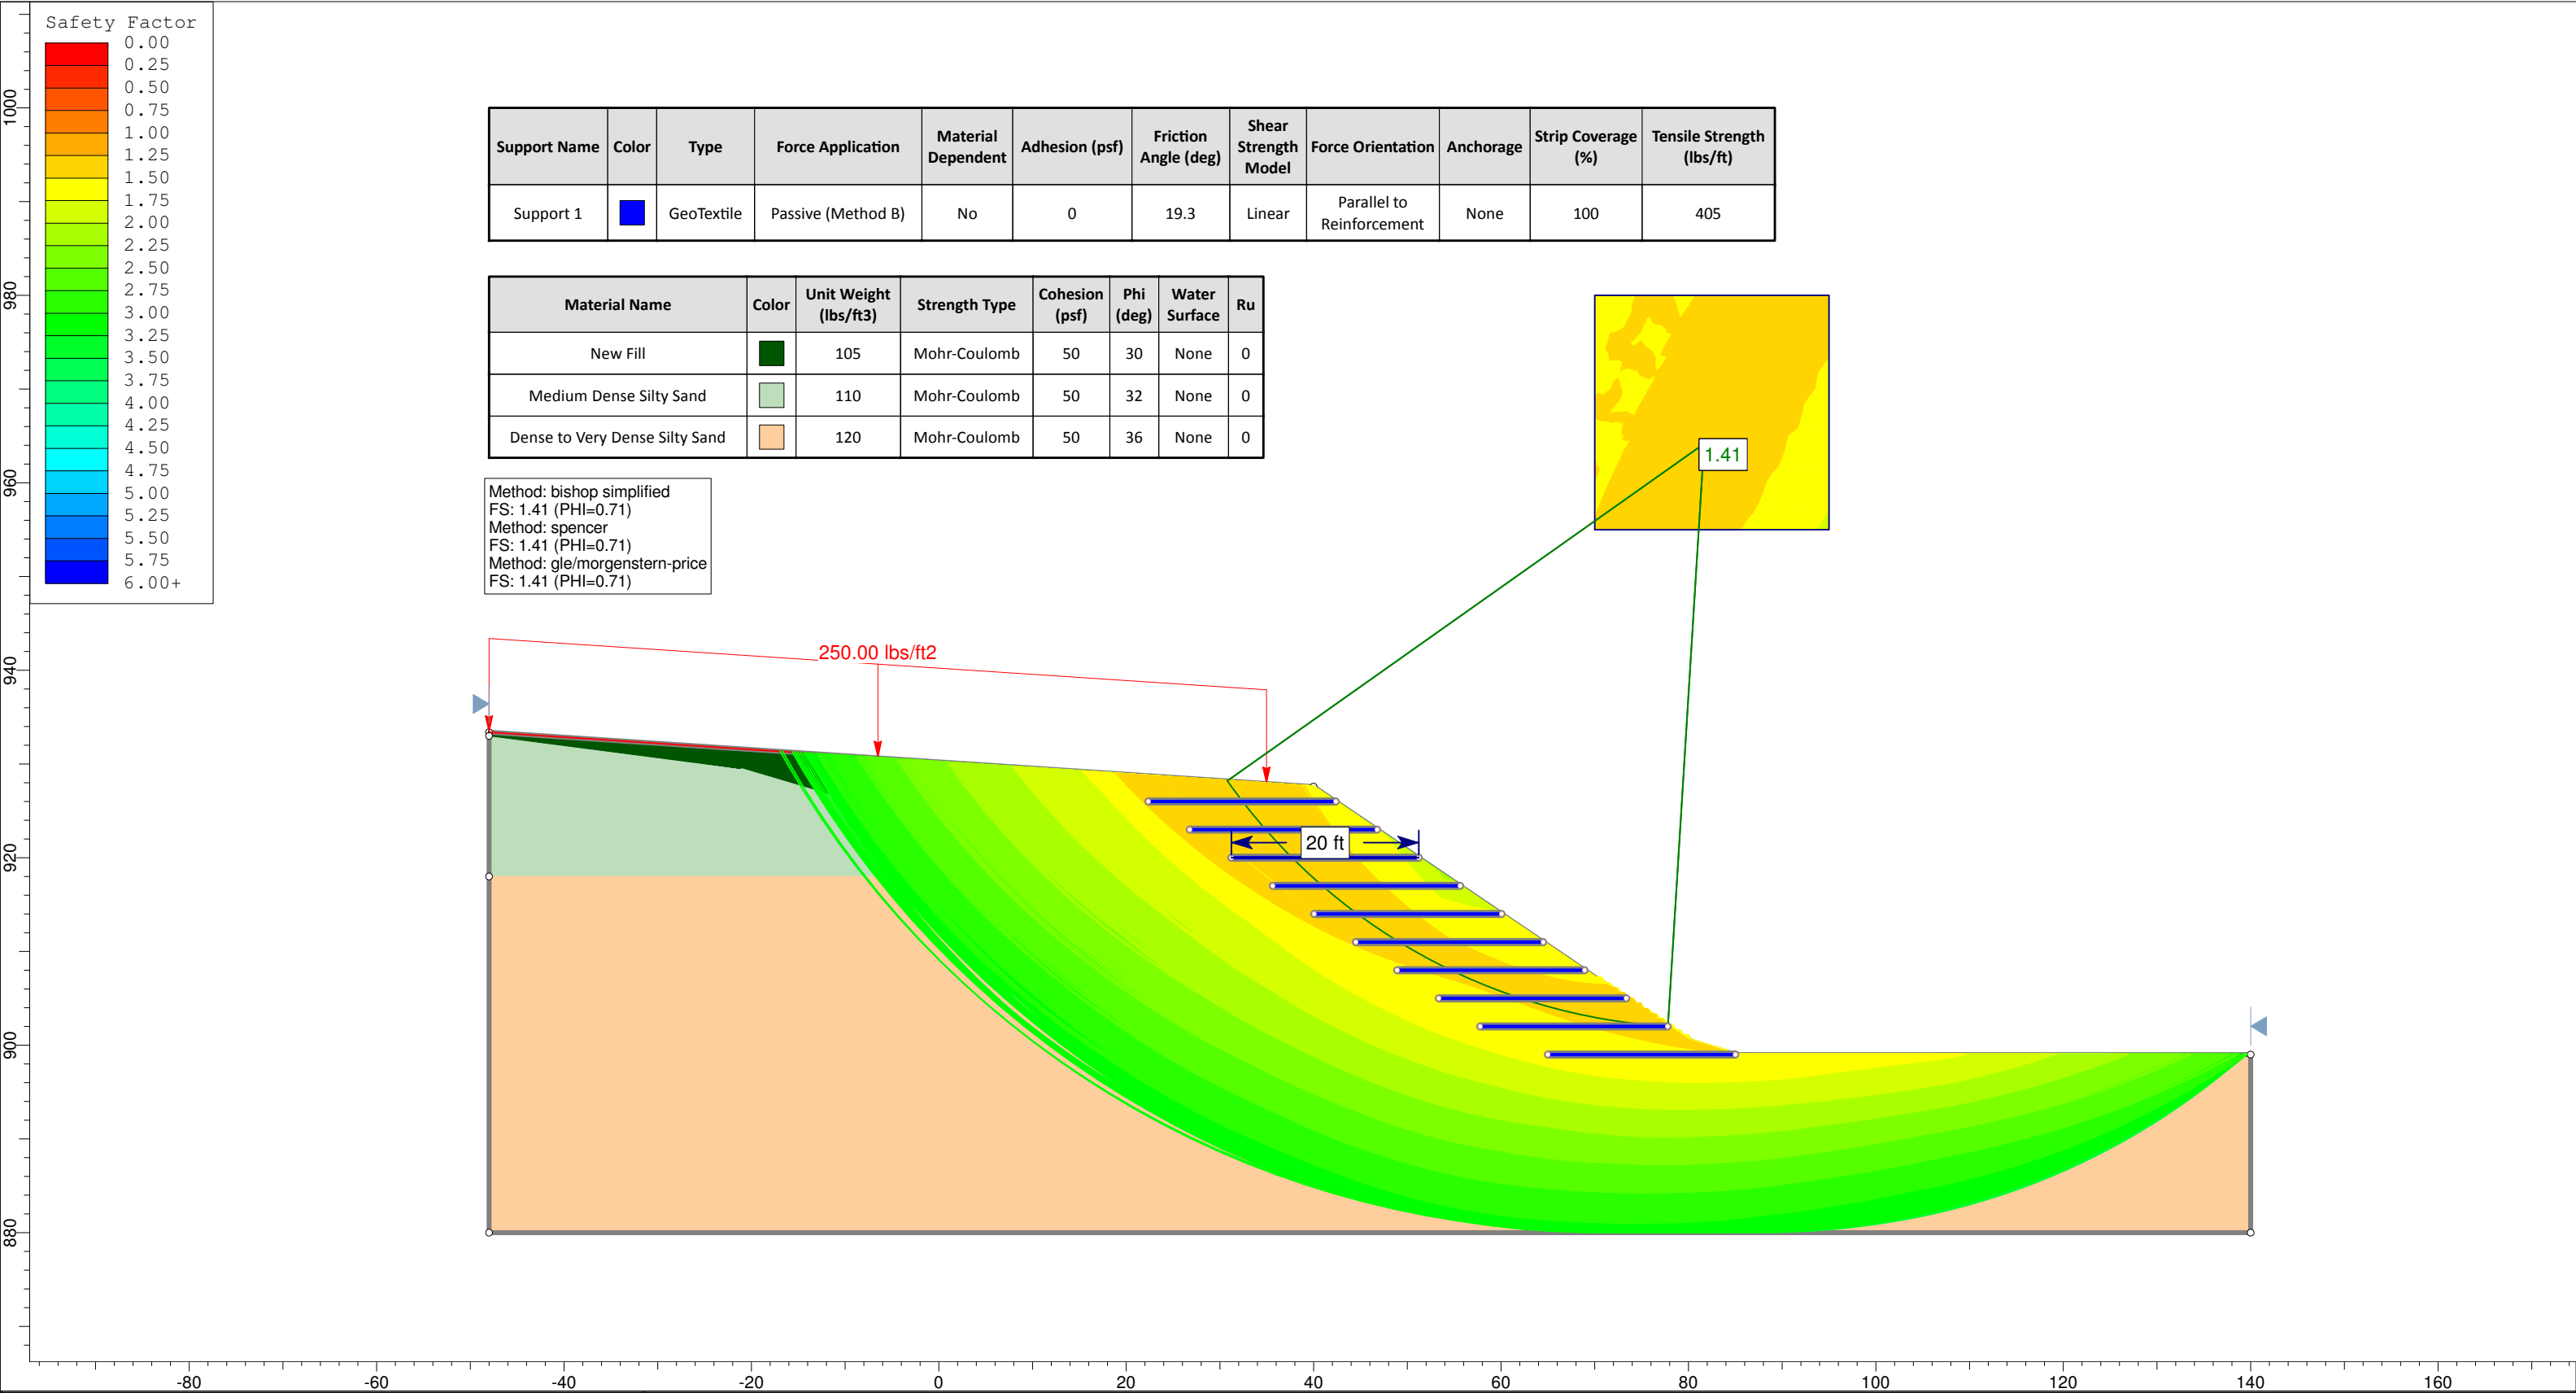 Safety Factor
0.00
0.25
0.50
0.75
1.00
1.25
1.50
1.75
2.00
2.25
2.50
2.75
3.00
3.25
3.50
3.75
4.00
4.25
4.50
4.75
5.00
5.25
5.50
5.75
6.00+
Support Name Color Type Force Application Material Dependent Adhesion (psf) Friction Angle (deg) Shear Strength Model Force Orientation Anchorage Strip Coverage (%) Tensile Strength (lbs/ft)
Support 1 GeoTextile Passive (Method B) No 0 19.3 Linear Parallel to Reinforcement None 100 405
Material Name Color Unit Weight (lbs/ft3) Strength Type Cohesion (psf) Phi (deg) Water Surface Ru
New Fill 105 Mohr-Coulomb 50 30 None 0
Medium Dense Silty Sand 110 Mohr-Coulomb 50 32 None 0
Dense to Very Dense Silty Sand 120 Mohr-Coulomb 50 36 None 0
Method: bishop simplified
FS: 1.41 (PHI=0.71)
Method: spencer
FS: 1.41 (PHI=0.71)
Method: gle/morgenstern-price
FS: 1.41 (PHI=0.71)
1.41
250.00 lbs/ft2
20 ft
1000
980
960
940
920
900
880
-80 -60 -40 -20 0 20 40 60 80 100 120 140 160